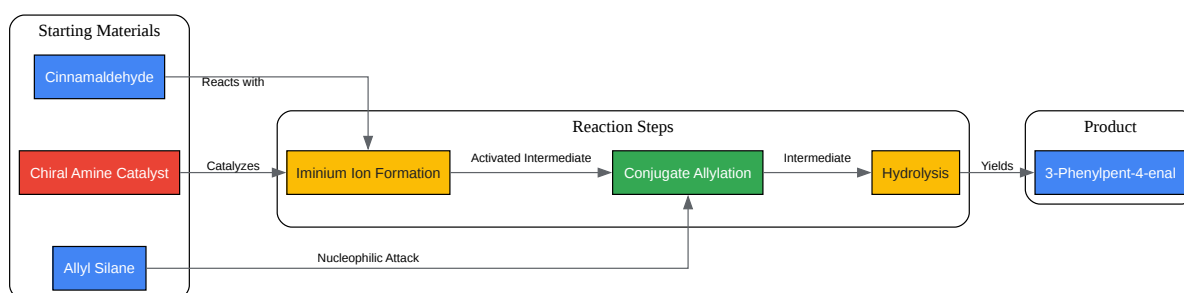 Starting Materials
Cinnamaldehyde
Reacts with
Reaction Steps
Product
Chiral Amine Catalyst
Catalyzes
Iminium Ion Formation
Activated Intermediate
Conjugate Allylation
Intermediate
Hydrolysis
Yields
3-Phenylpent-4-enal
Allyl Silane
Nucleophilic Attack